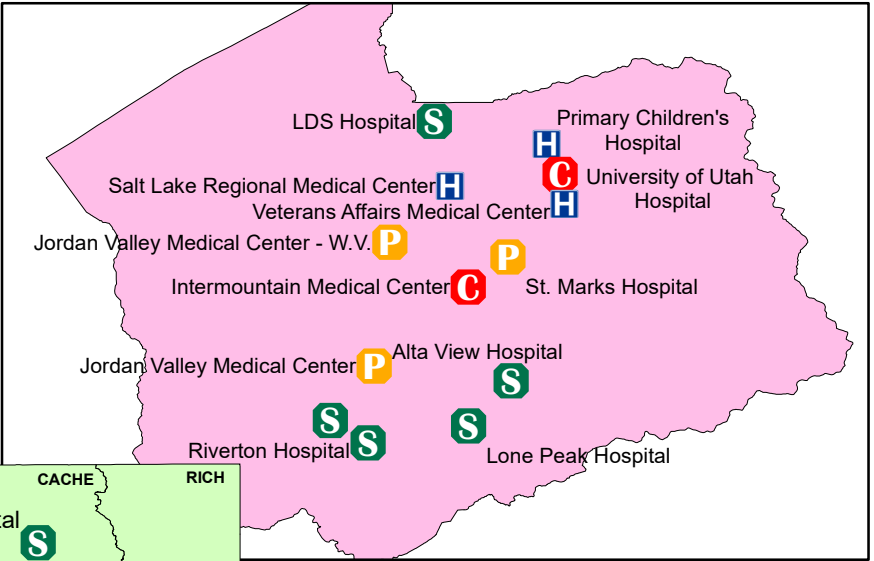 LDS Hospital S
Primary Children's
Hospital
H
C
University of Utah
Hospital
Salt Lake Regional Medical Center H
Veterans Affairs Medical Center H
Jordan Valley Medical Center - W.V. P
P
St. Marks Hospital
Intermountain Medical Center C
Alta View Hospital
S
Jordan Valley Medical Center P
S
Riverton Hospital S
S
Lone Peak Hospital
CACHE
RICH
tal
S